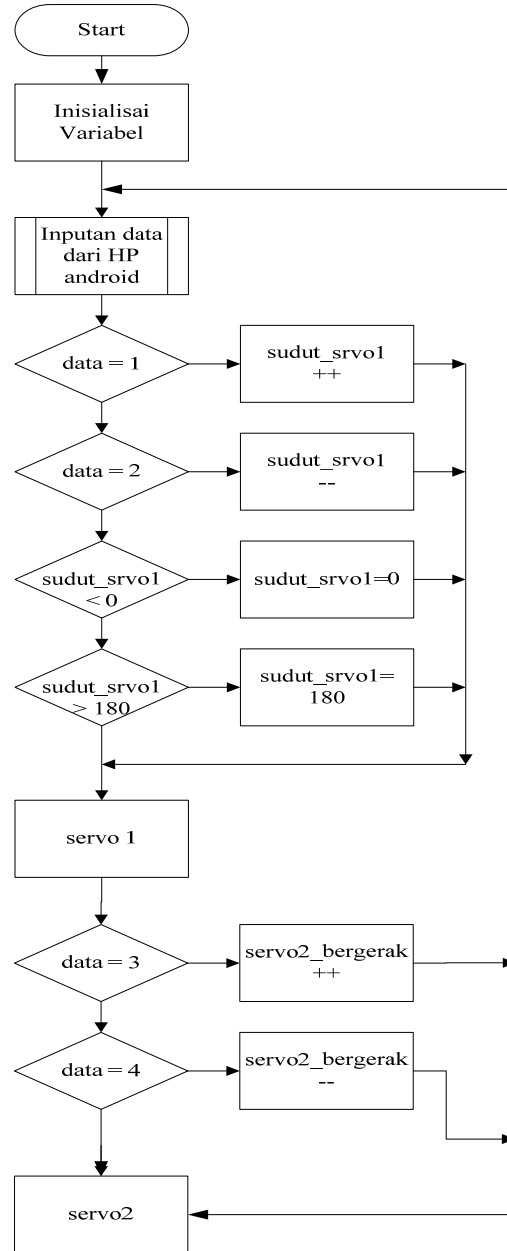 Start
Inisialisai
Variabel
Inputan data
dari HP
android
data = 1
sudut_srvo1
++
data = 2
sudut_srvo1
--
sudut_srvo1
< 0
sudut_srvo1=0
sudut_srvo1
> 180
sudut_srvo1=
180
servo 1
data = 3
servo2_bergerak
++
data = 4
servo2_bergerak
--
servo2